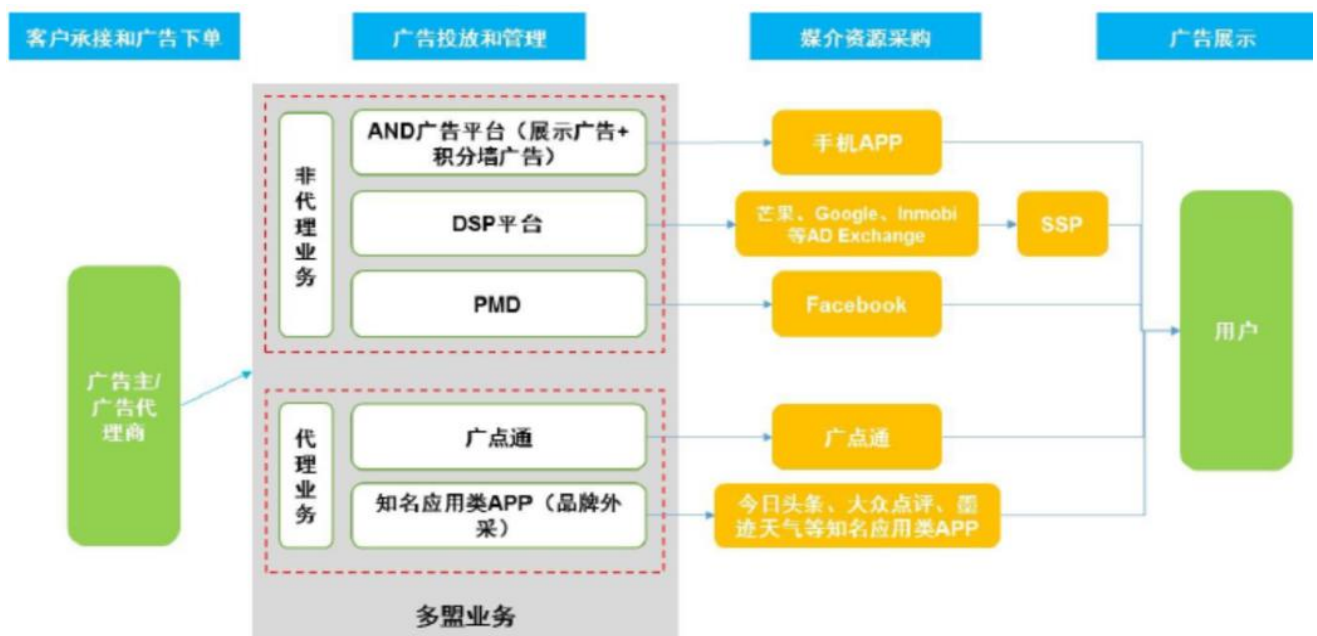 客户承接和广告下单
广告投放和管理
媒介资源采购
广告展示
广告主/
广告代
理商
非
代
理
业
务
AND广告平台（展示广告+
积分墙广告）
DSP平台
PMD
手机APP
芒果、Google、Inmobi
等AD Exchange
SSP
Facebook
用户
代
理
业
务
广点通
知名应用类APP（品牌外
采）
广点通
今日头条、大众点评、墨
迹天气等知名应用类APP
多盟业务